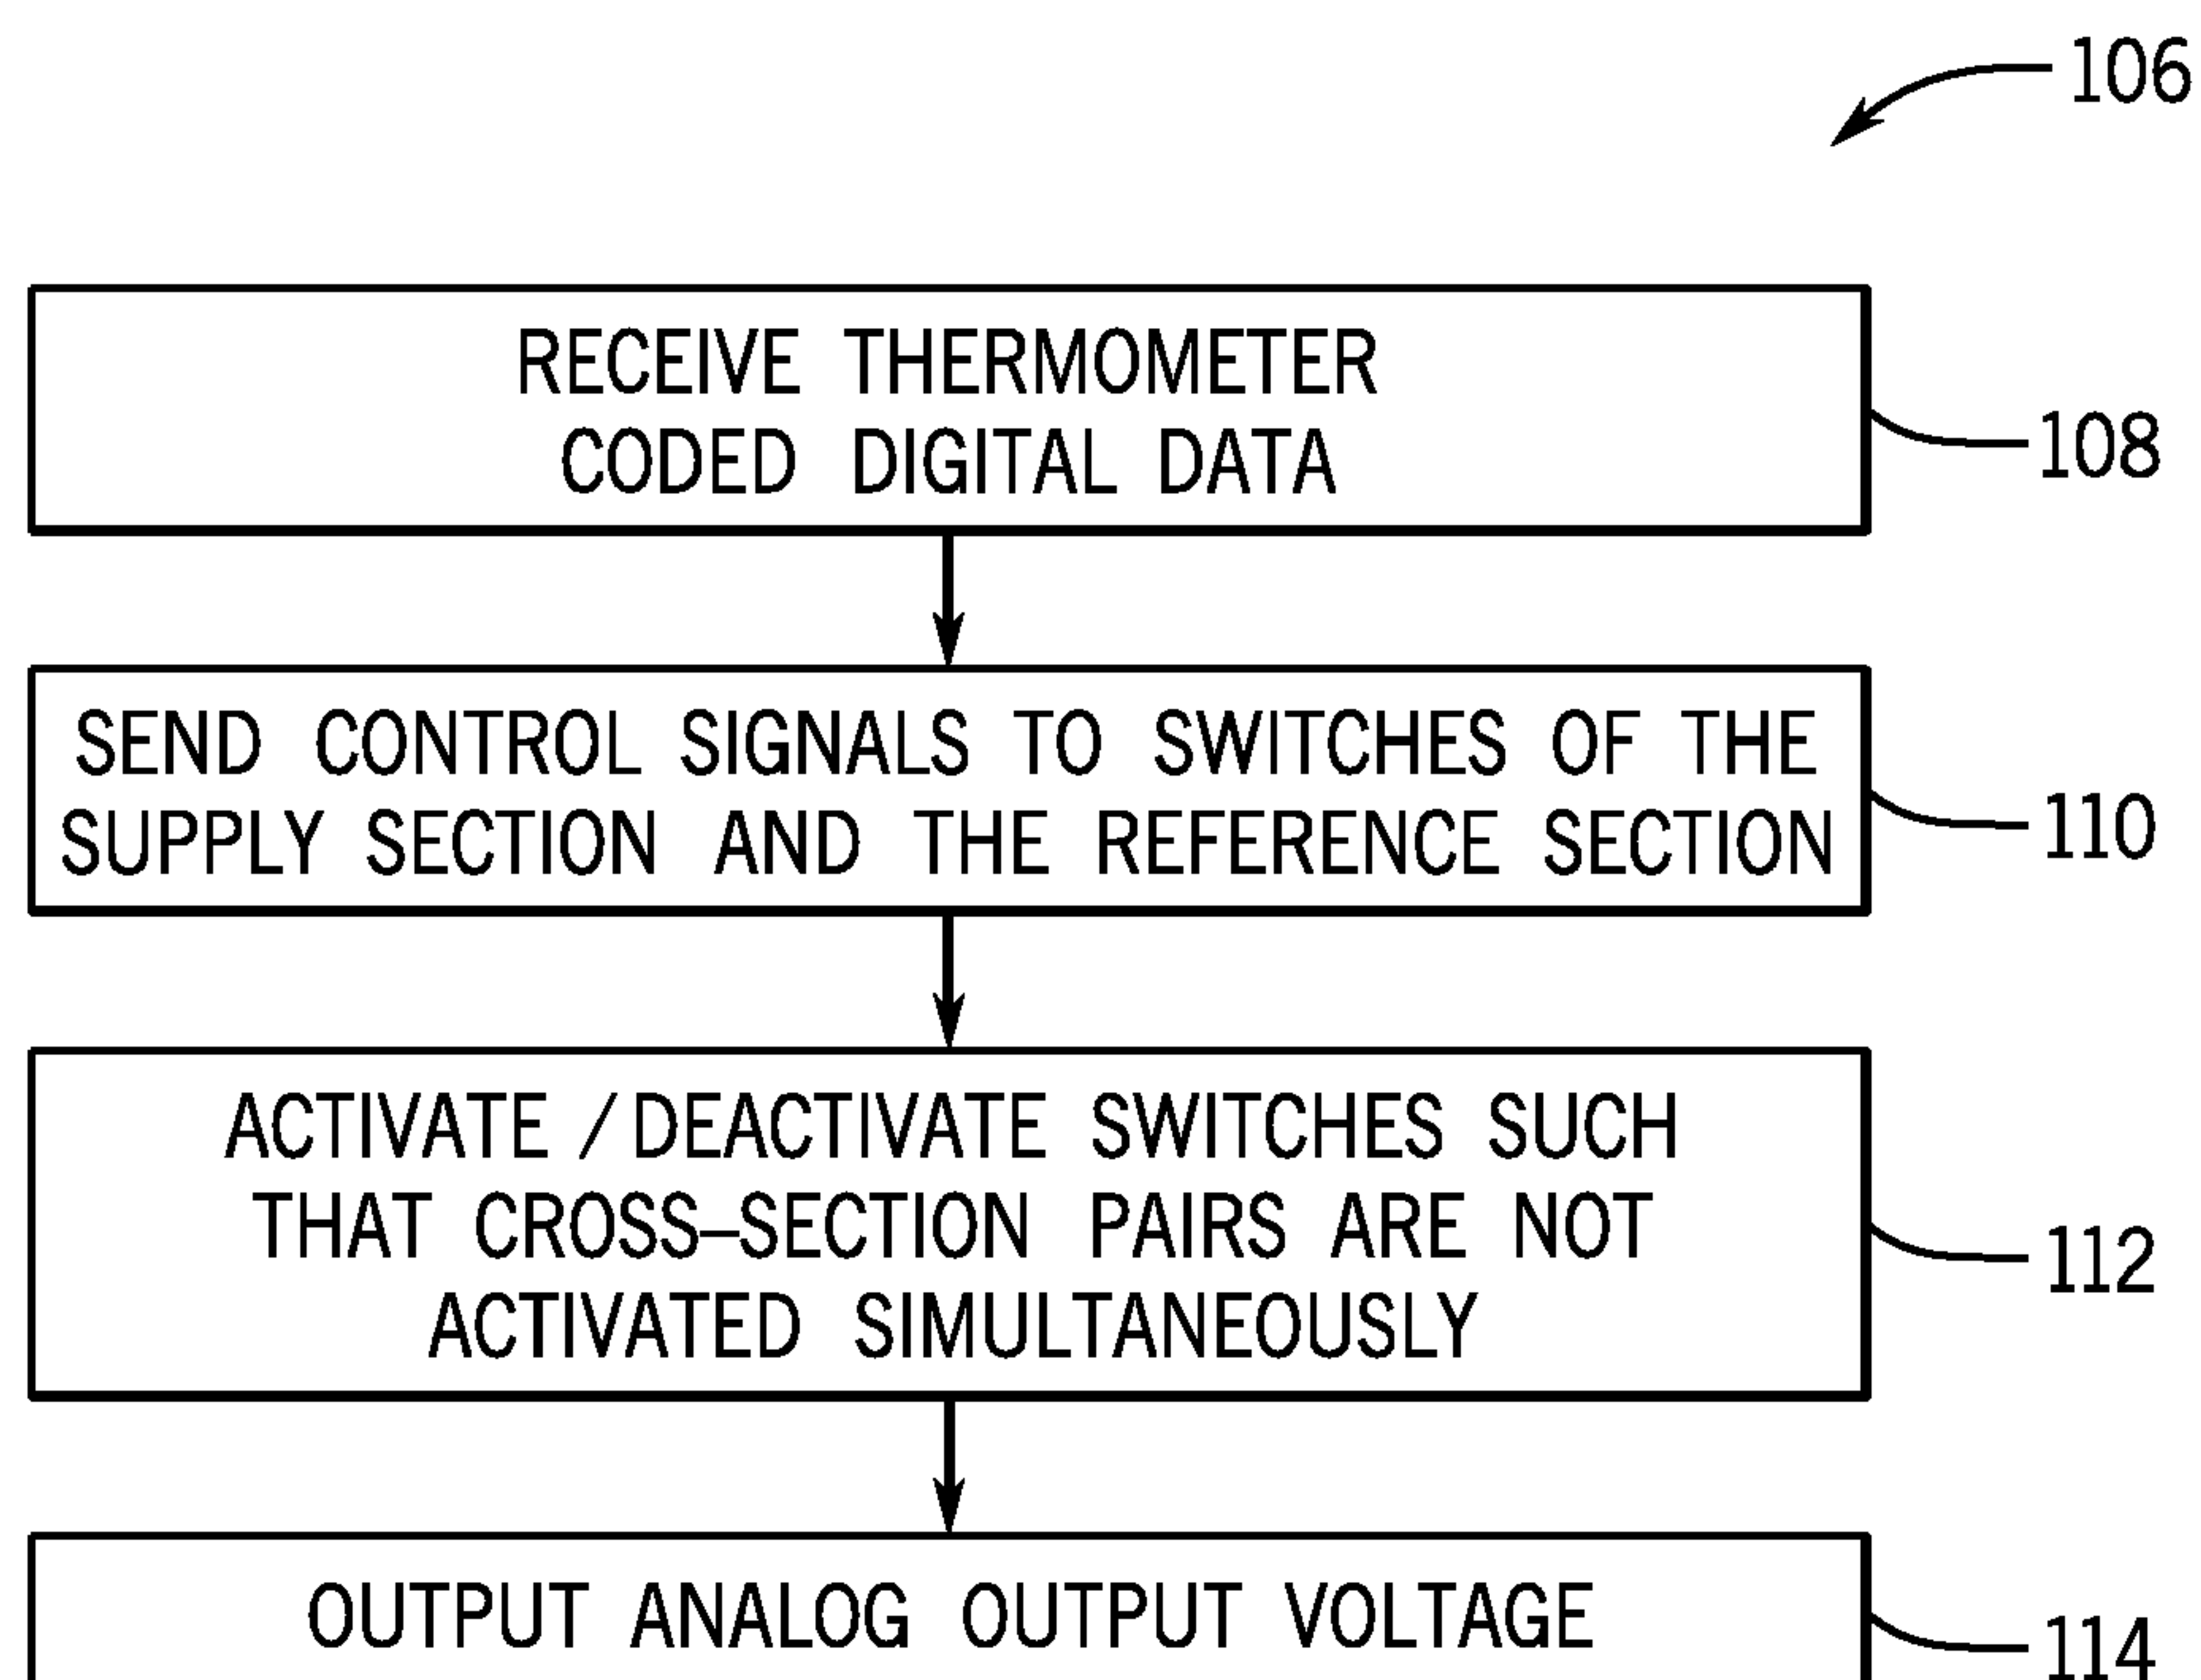 106
RECEIVE THERMOMETER
CODED DIGITAL DATA
108
SEND CONTROL SIGNALS TO SWITCHES OF THE
SUPPLY SECTION AND THE REFERENCE SECTION
110
ACTIVATE / DEACTIVATE SWITCHES SUCH
THAT CROSS–SECTION PAIRS ARE NOT
ACTIVATED SIMULTANEOUSLY
112
OUTPUT ANALOG OUTPUT VOLTAGE
114